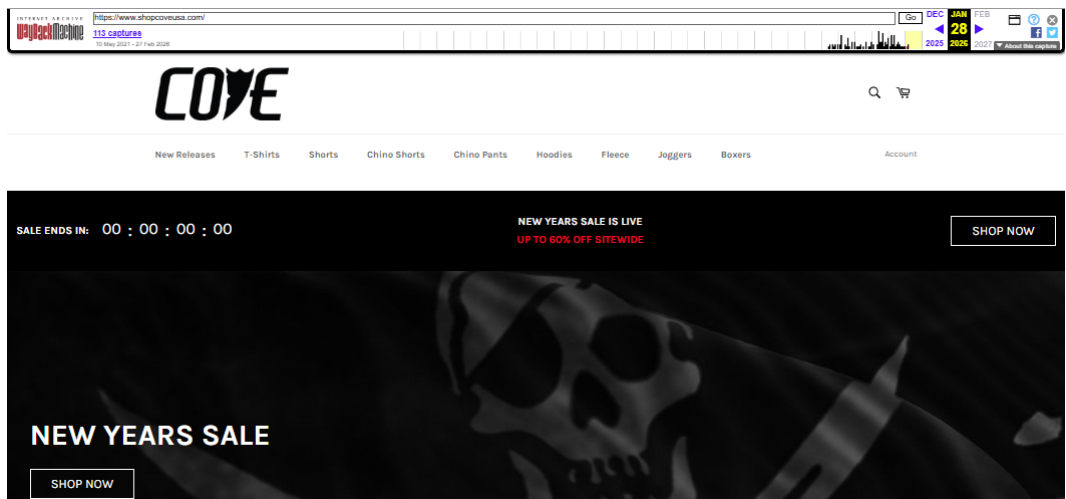 INTERNET ARCHIVE
WayBackMachine
https://www.shopcoveusa.com/
Go
113 captures
10 May 2021 - 27 Feb 2026
DEC JAN FEB
28
2025 2026 2027
About this capture
COVE
New Releases T-Shirts Shorts Chino Shorts Chino Pants Hoodies Fleece Joggers Boxers Account
SALE ENDS IN: 00 : 00 : 00 : 00
NEW YEARS SALE IS LIVE
UP TO 60% OFF SITEWIDE
SHOP NOW
NEW YEARS SALE
SHOP NOW